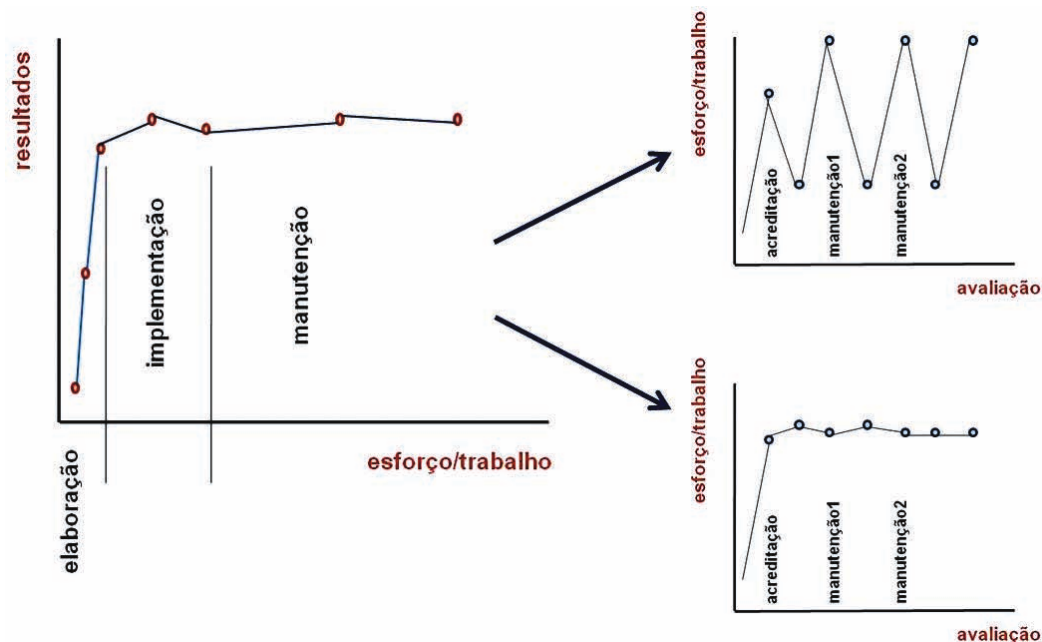 resultados
elaboração
implementação
manutenção
esforço/trabalho
esforço/trabalho
acreditação
manutenção1
manutenção2
avaliação
esforço/trabalho
acreditação
manutenção1
manutenção2
avaliação